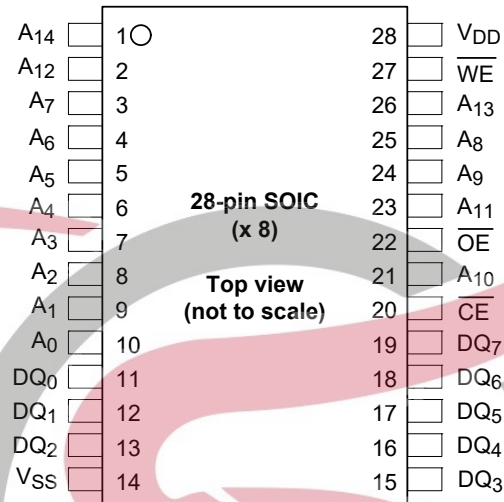 A14 1 28 VDD
A12 2 27 WE
A7 3 26 A13
A6 4 25 A8
A5 5 24 A9
A4 6 28-pin SOIC 23 A11
A3 7 (x 8) 22 OE
A2 8 Top view 21 A10
A1 9 (not to scale) 20 CE
A0 10 19 DQ7
DQ0 11 18 DQ6
DQ1 12 17 DQ5
DQ2 13 16 DQ4
VSS 14 15 DQ3